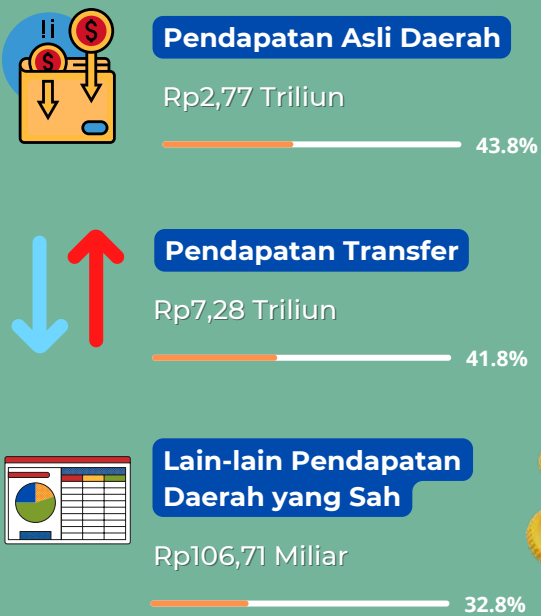 Pendapatan Asli Daerah
Rp2,77 Triliun
43.8%
Pendapatan Transfer
Rp7,28 Triliun
41.8%
Lain-lain Pendapatan
Daerah yang Sah
Rp106,71 Miliar
32.8%